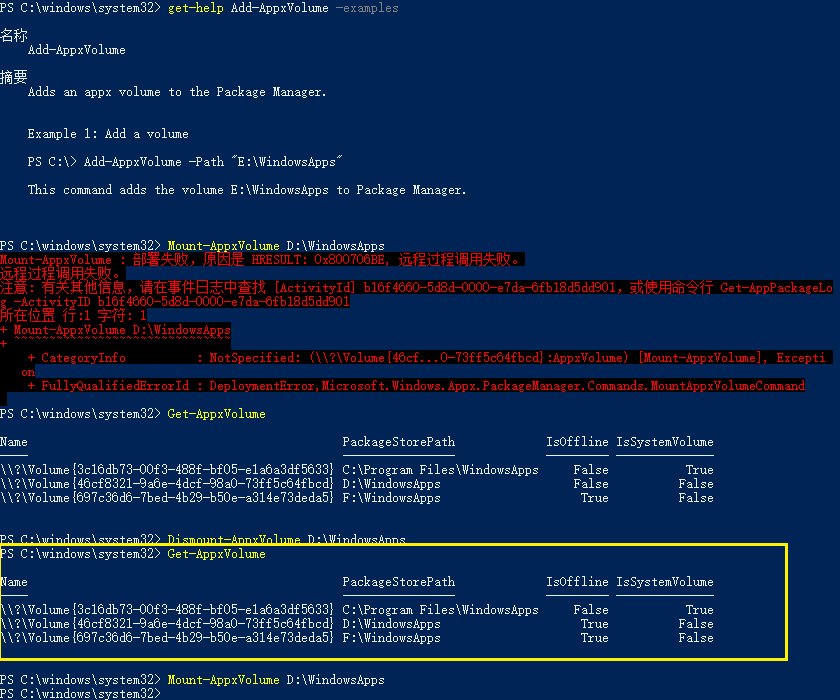 PS C:\windows\system32> get-help Add-AppxVolume -examples
名称
Add-AppxVolume
摘要
Adds an appx volume to the Package Manager.
Example 1: Add a volume
PS C:\> Add-AppxVolume -Path "E:\WindowsApps"
This command adds the volume E:\WindowsApps to Package Manager.
PS C:\windows\system32> Mount-AppxVolume D:\WindowsApps
Mount-AppxVolume : 部署失败，原因是 HRESULT: 0x800706BE, 远程过程调用失败。
远程过程调用失败。
注意: 有关其他信息，请在事件日志中查找 [ActivityId] b16f4660-5d8d-0000-e7da-6fb18d5dd901，或使用命令行 Get-AppPackageLo
g -ActivityID b16f4660-5d8d-0000-e7da-6fb18d5dd901
所在位置 行:1 字符: 1
+ Mount-AppxVolume D:\WindowsApps
+ ~~~~~~~~~~~~~~~~~~~~~~~~~~~~~~~
+ CategoryInfo : NotSpecified: (\\?\Volume{46cf...0-73ff5c64fbcd}:AppxVolume) [Mount-AppxVolume], Excepti
on
+ FullyQualifiedErrorId : DeploymentError,Microsoft.Windows.Appx.PackageManager.Commands.MountAppxVolumeCommand
PS C:\windows\system32> Get-AppxVolume
Name PackageStorePath IsOffline IsSystemVolume
---- ---------------- --------- --------------
\\?\Volume{3c16db73-00f3-488f-bf05-e1a6a3df5633} C:\Program Files\WindowsApps False True
\\?\Volume{46cf8321-9a6e-4dcf-98a0-73ff5c64fbcd} D:\WindowsApps False False
\\?\Volume{697c36d6-7bed-4b29-b50e-a314e73deda5} F:\WindowsApps True False
PS C:\windows\system32> Dismount-AppxVolume D:\WindowsApps
PS C:\windows\system32> Get-AppxVolume
Name PackageStorePath IsOffline IsSystemVolume
---- ---------------- --------- --------------
\\?\Volume{3c16db73-00f3-488f-bf05-e1a6a3df5633} C:\Program Files\WindowsApps False True
\\?\Volume{46cf8321-9a6e-4dcf-98a0-73ff5c64fbcd} D:\WindowsApps True False
\\?\Volume{697c36d6-7bed-4b29-b50e-a314e73deda5} F:\WindowsApps True False
PS C:\windows\system32> Mount-AppxVolume D:\WindowsApps
PS C:\windows\system32>